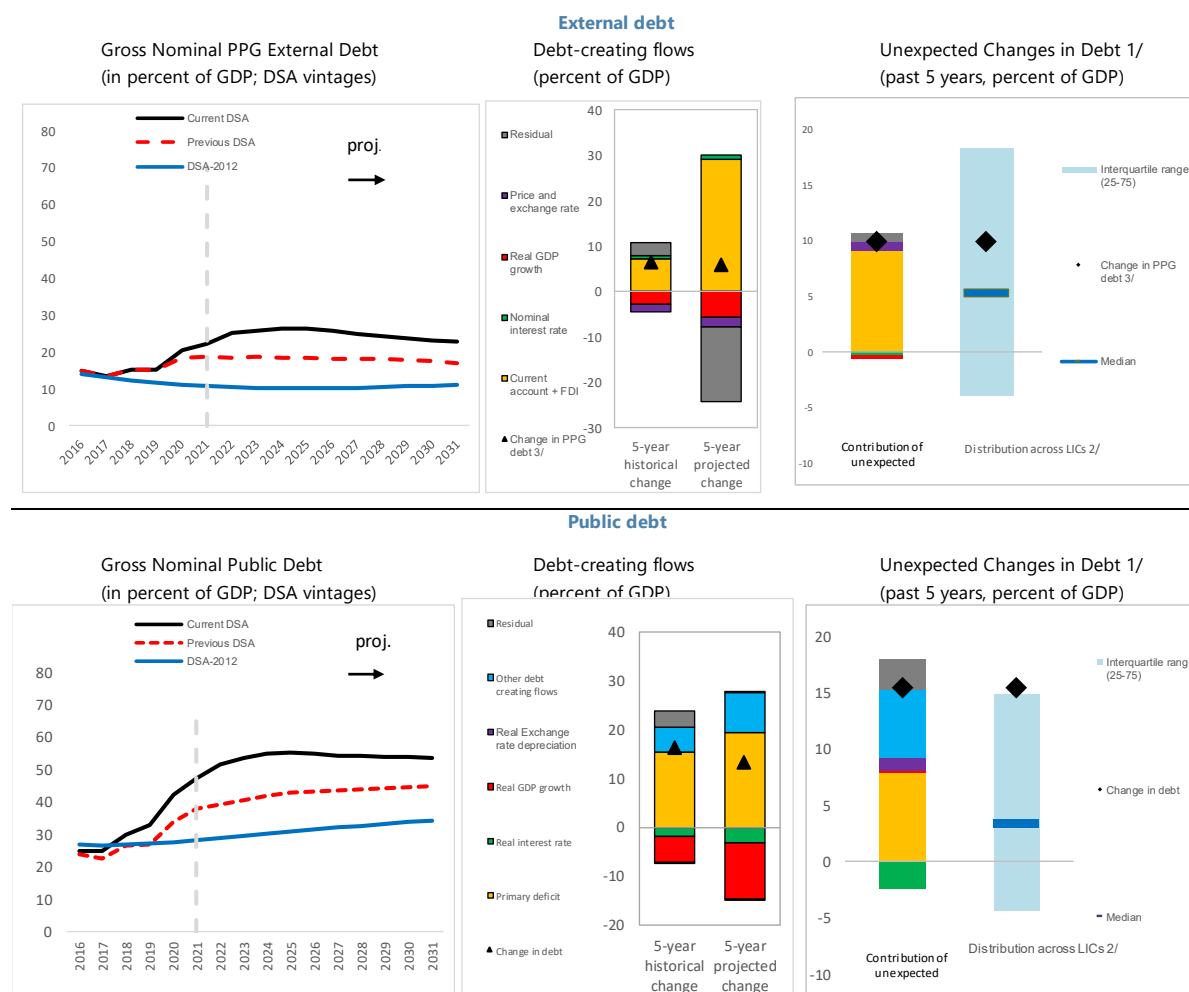 External debt
Gross Nominal PPG External Debt
(in percent of GDP; DSA vintages)
Debt-creating flows
(percent of GDP)
Unexpected Changes in Debt 1/
(past 5 years, percent of GDP)
Current DSA
Previous DSA
DSA-2012
proj.
80
70
60
50
40
30
20
10
0
2016
2017
2018
2019
2020
2021
2022
2023
2024
2025
2026
2027
2028
2029
2030
2031
Residual
Price and
exchange rate
Real GDP
growth
Nominal
interest rate
Current
account + FDI
Change in PPG
debt 3/
40
30
20
10
0
-10
-20
-30
5-year
historical
change
5-year
projected
change
20
15
10
5
0
-5
-10
Contribution of
unexpected
Distribution across LICs 2/
Interquartile range
(25-75)
Change in PPG
debt 3/
Median
Public debt
Gross Nominal Public Debt
(in percent of GDP; DSA vintages)
Debt-creating flows
(percent of GDP)
Unexpected Changes in Debt 1/
(past 5 years, percent of GDP)
Current DSA
Previous DSA
DSA-2012
proj.
80
70
60
50
40
30
20
10
0
2016
2017
2018
2019
2020
2021
2022
2023
2024
2025
2026
2027
2028
2029
2030
2031
Residual
Other debt
creating flows
Real Exchange
rate depreciation
Real GDP growth
Real interest rate
Primary deficit
Change in debt
40
30
20
10
0
-10
-20
5-year
historical
change
5-year
projected
change
20
15
10
5
0
-5
-10
Contribution of
unexpected
Distribution across LICs 2/
Interquartile rang
(25-75)
Change in debt
Median